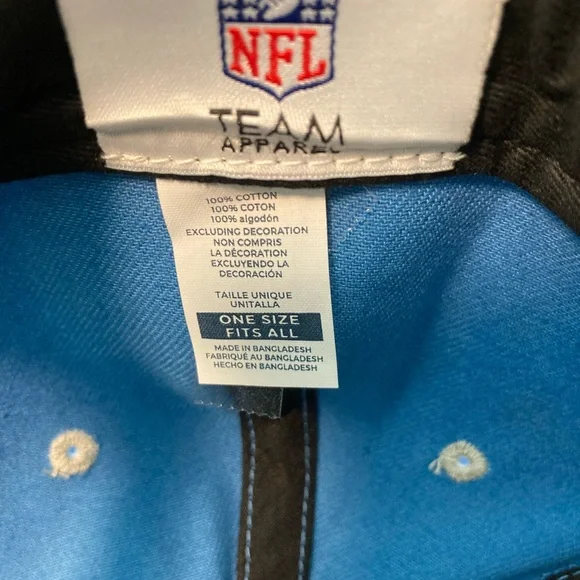 NFL
TEAM
APPAREL
100% COTTON
100% COTON
100% algodón
EXCLUDING DECORATION
NON COMPRIS
LA DÉCORATION
EXCLUYENDO LA
DECORACIÓN
TAILLE UNIQUE
UNITALLA
ONE SIZE
FITS ALL
MADE IN BANGLADESH
FABRIQUÉ AU BANGLADESH
HECHO EN BANGLADESH